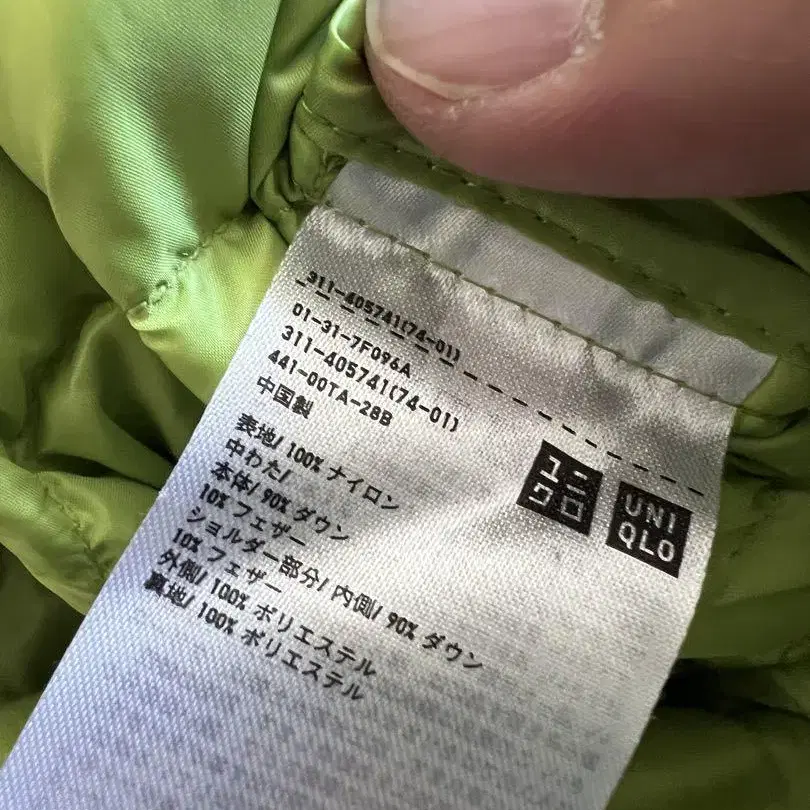 311-405741(74-01)
01-31-7F096A
311-405741(74-01)
441-00TA-28B
中国製
表地/ 100% ナイロン
中わた/
本体/ 90% ダウン
10% フェザー
ショルダー部分/ 内側/ 90% ダウン
10% フェザー
外側/ 100% ポリエステル
裏地/ 100% ポリエステル
ユニ
クロ
UNI
QLO